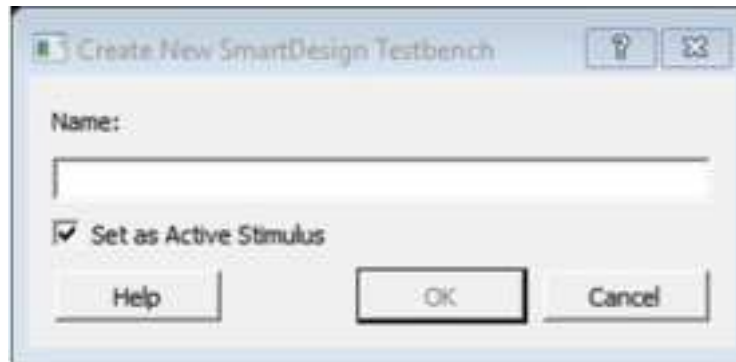 Create New SmartDesign Testbench
Name:
Set as Active Stimulus
Help OK Cancel